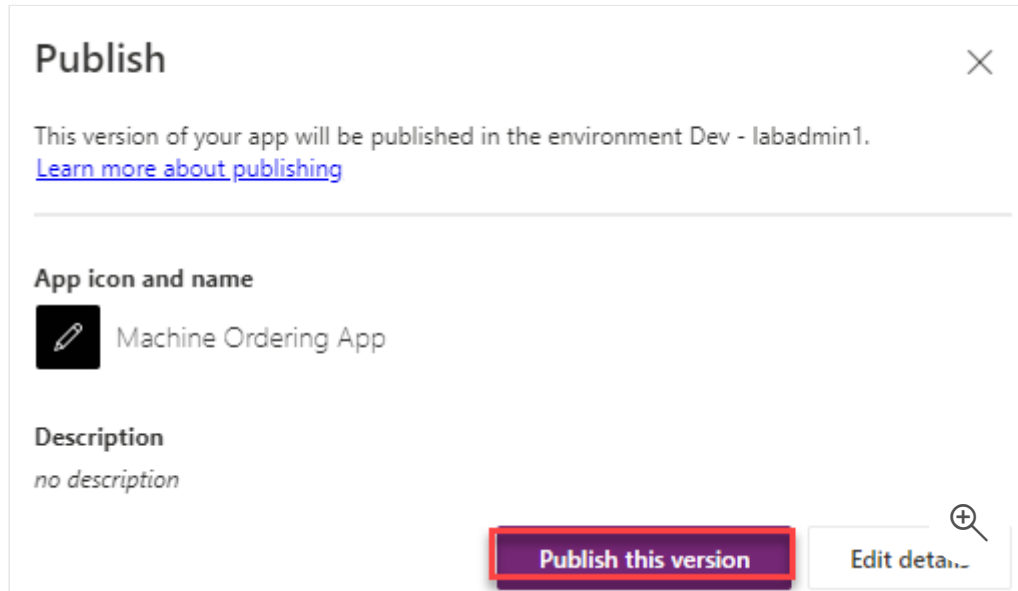 Publish
This version of your app will be published in the environment Dev - labadmin1.
Learn more about publishing
App icon and name
Machine Ordering App
Description
no description
Publish this version
Edit